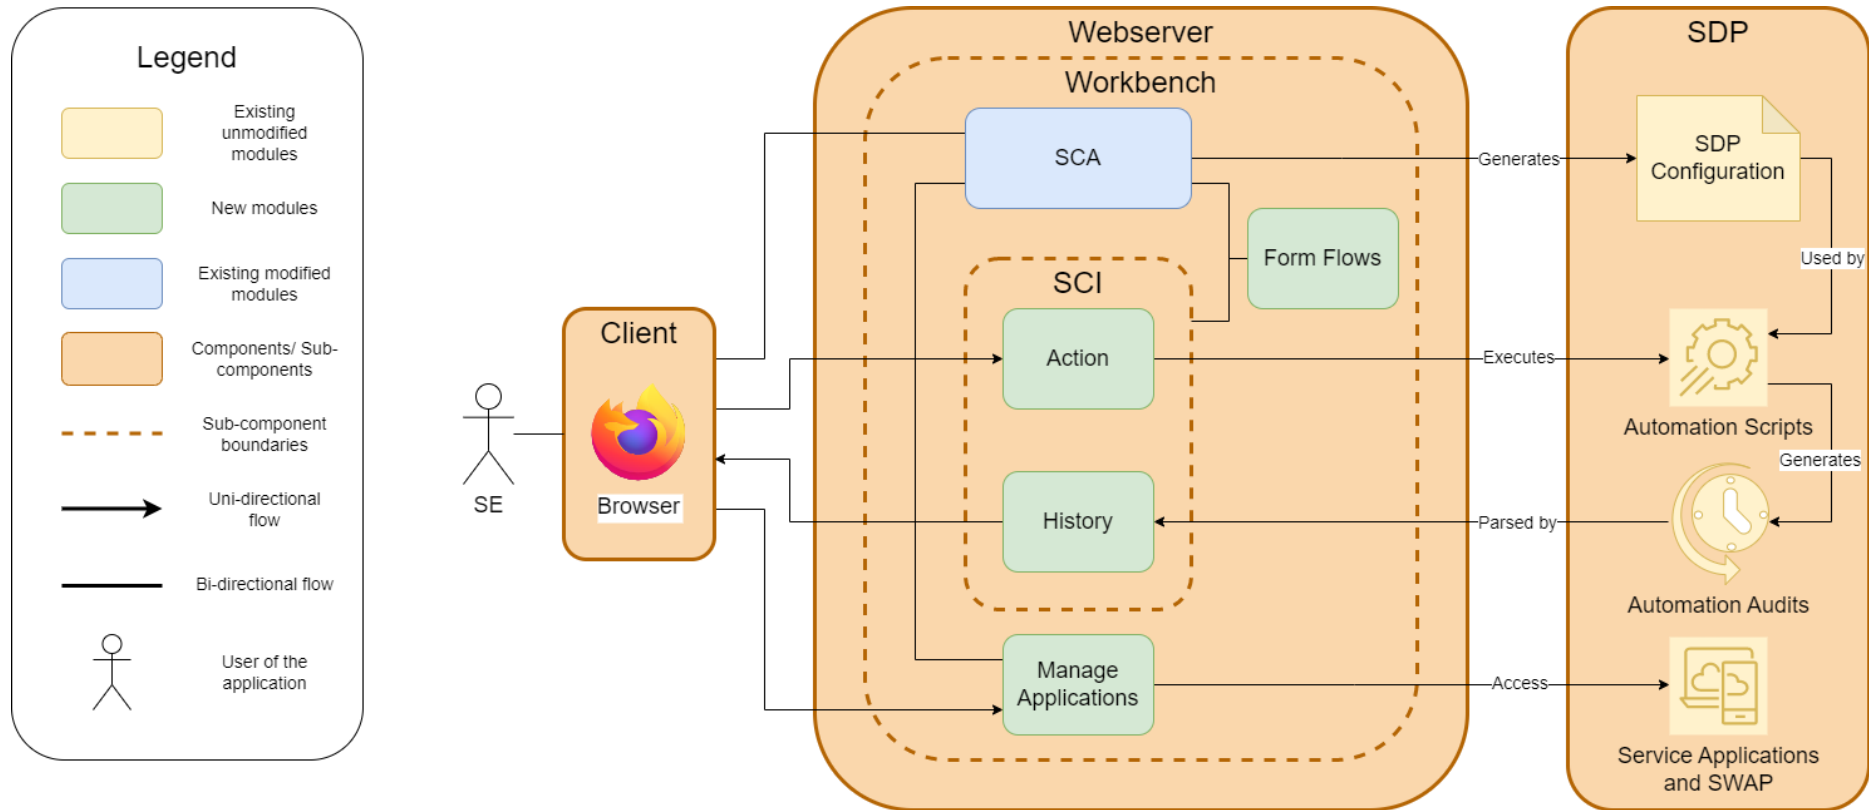 Legend
Existing
unmodified
modules
New modules
Existing modified
modules
Components/ Sub-
components
Sub-component
boundaries
Uni-directional
flow
Bi-directional flow
User of the
application
SE
Client
Browser
Webserver
Workbench
SCA
Form Flows
SCI
Action
History
Manage
Applications
Generates
Executes
Parsed by
Access
SDP
SDP
Configuration
Used by
Automation Scripts
Generates
Automation Audits
Service Applications
and SWAP